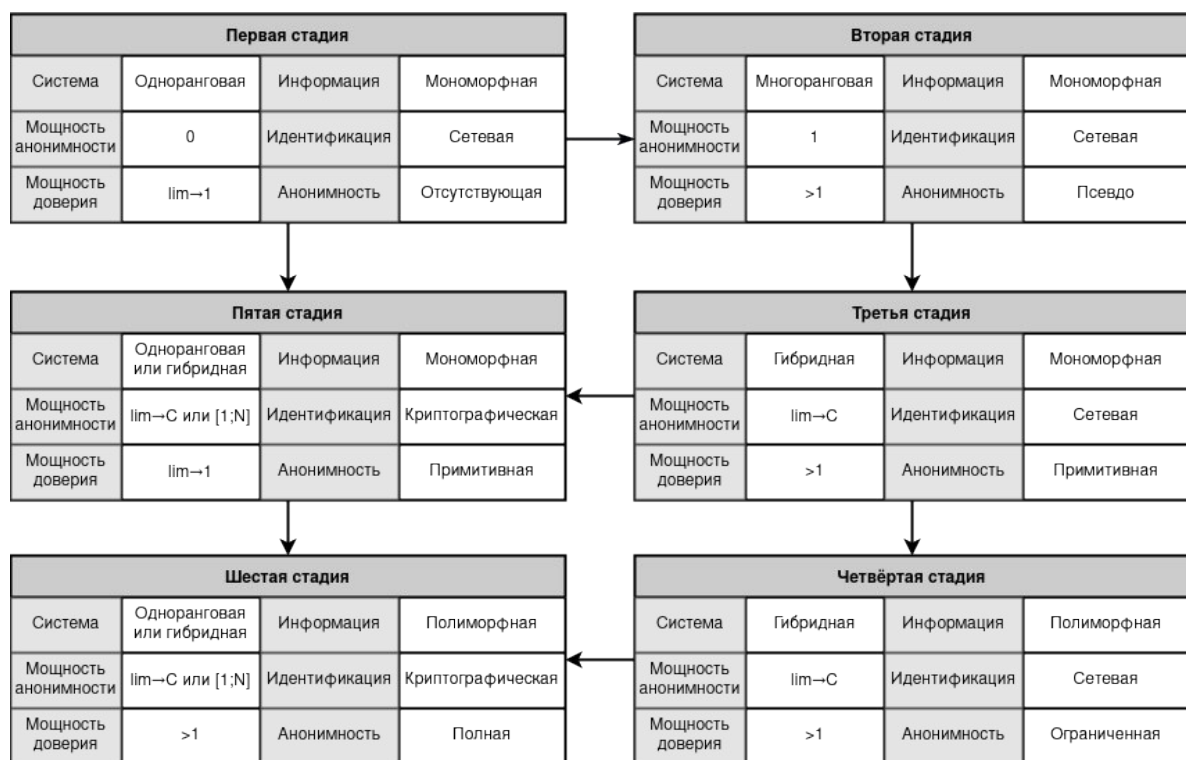 Первая стадия
Система Одноранговая Информация Мономорфная
Мощность анонимности 0 Идентификация Сетевая
Мощность доверия lim→1 Анонимность Отсутствующая
Вторая стадия
Система Многоранговая Информация Мономорфная
Мощность анонимности 1 Идентификация Сетевая
Мощность доверия >1 Анонимность Псевдо
Пятая стадия
Система Одноранговая или гибридная Информация Мономорфная
Мощность анонимности lim→C или [1;N] Идентификация Криптографическая
Мощность доверия lim→1 Анонимность Примитивная
Третья стадия
Система Гибридная Информация Мономорфная
Мощность анонимности lim→C Идентификация Сетевая
Мощность доверия >1 Анонимность Примитивная
Шестая стадия
Система Одноранговая или гибридная Информация Полиморфная
Мощность анонимности lim→C или [1;N] Идентификация Криптографическая
Мощность доверия >1 Анонимность Полная
Четвёртая стадия
Система Гибридная Информация Полиморфная
Мощность анонимности lim→C Идентификация Сетевая
Мощность доверия >1 Анонимность Ограниченная